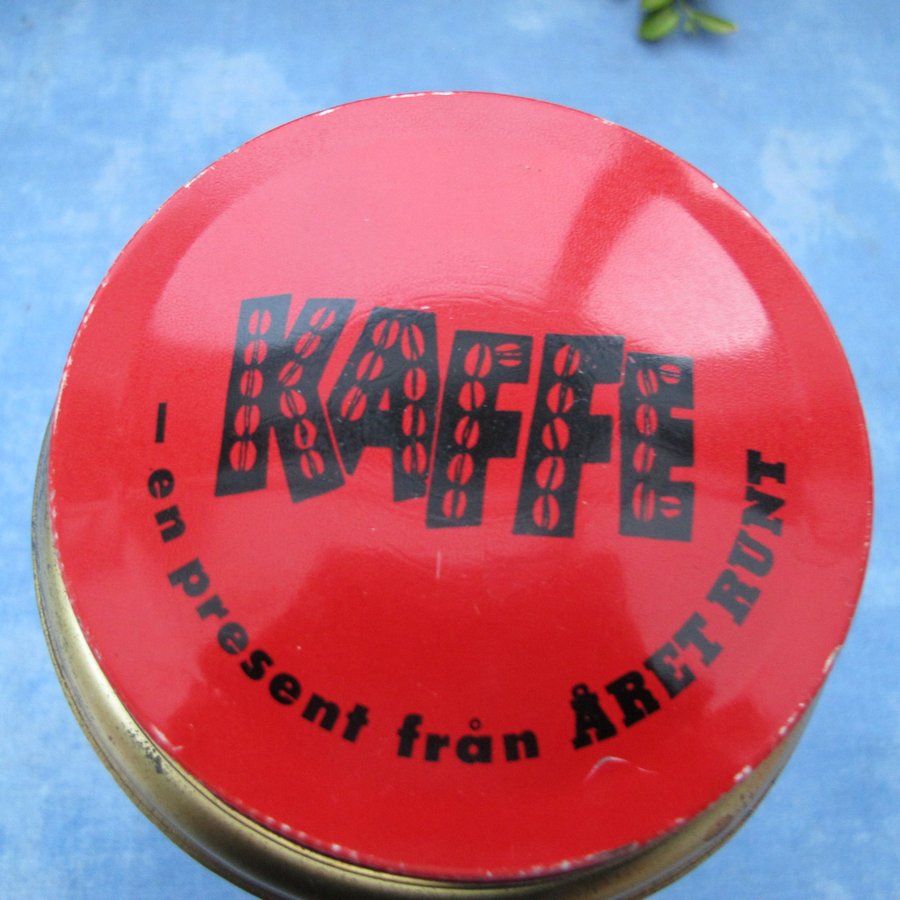 KAFFE
– en present från ÅRET RUNT